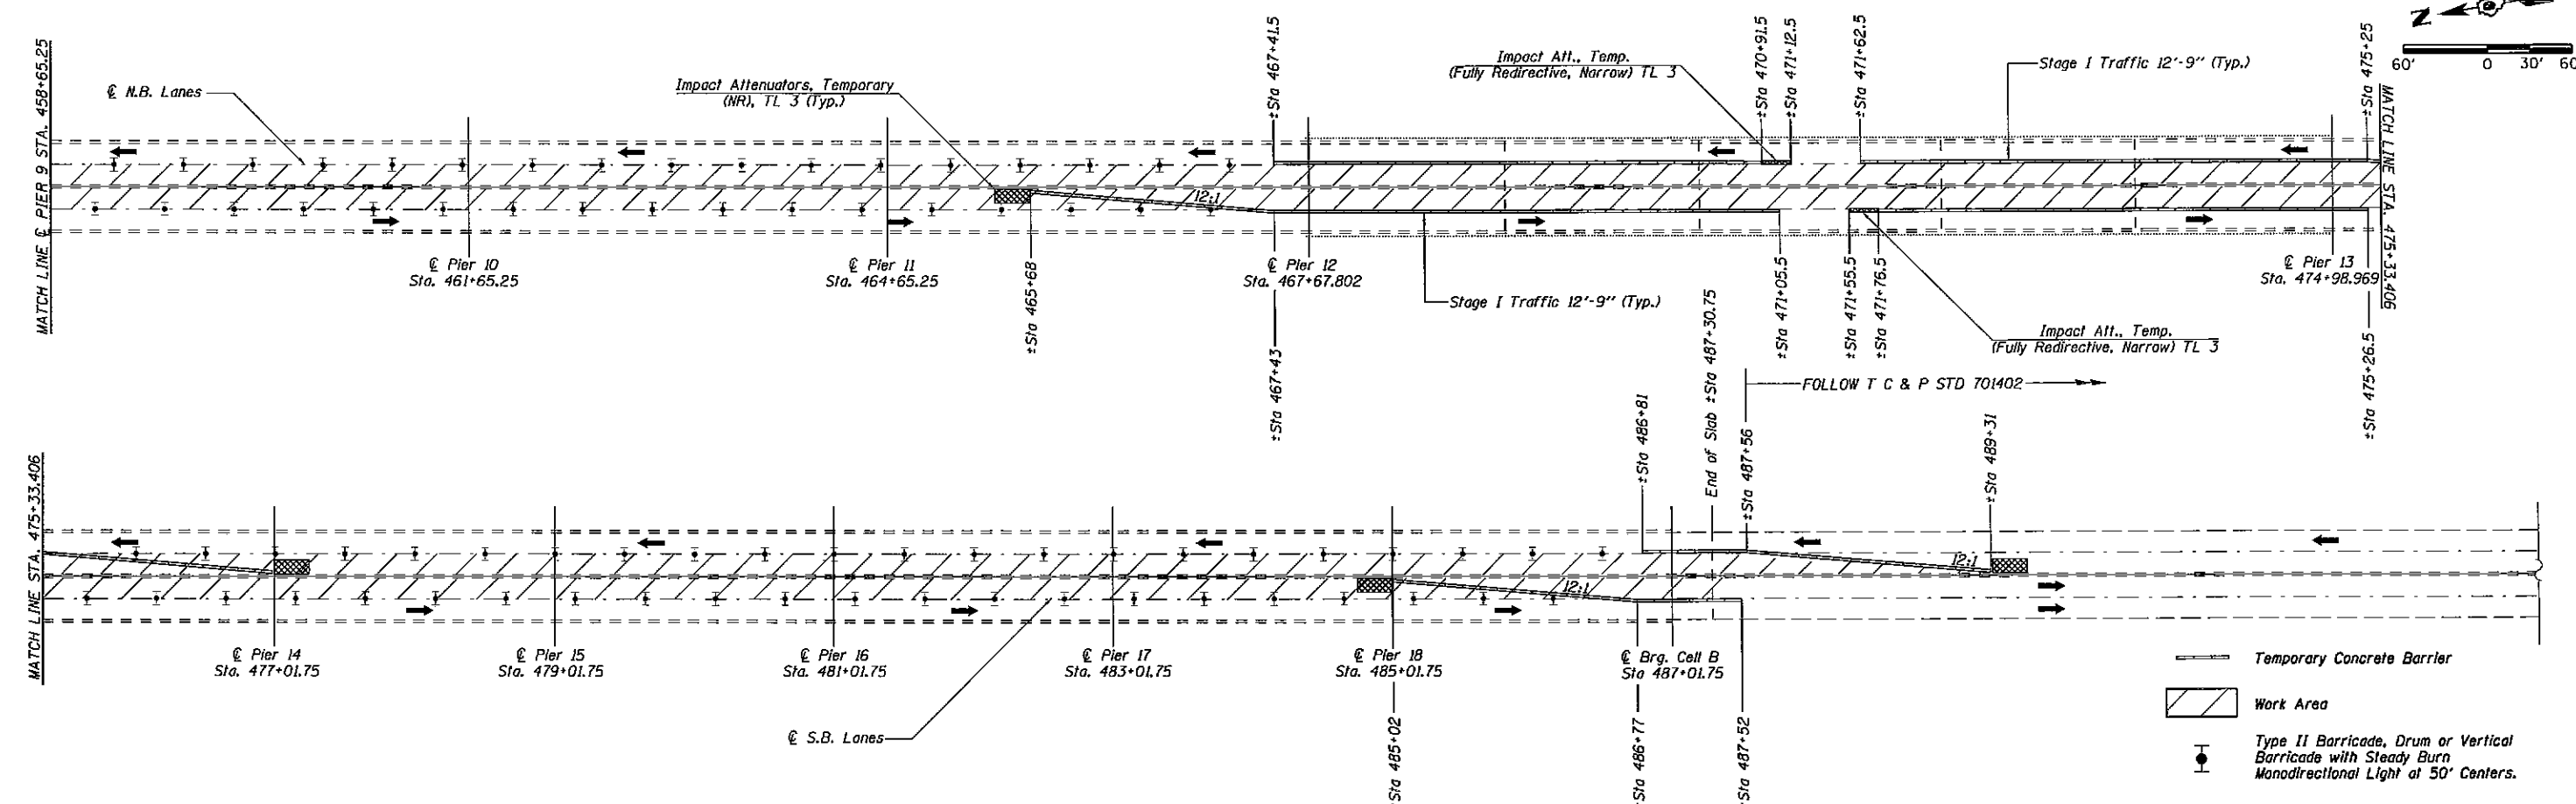 MATCH LINE ℄ PIER 9 STA. 458+65.25
℄ N.B. Lanes
Impact Attenuators, Temporary
(NR), TL 3 (Typ.)
±Sta 467+41.5
Impact Att., Temp.
(Fully Redirective, Narrow) TL 3
±Sta 470+91.5
±Sta 471+12.5
±Sta 471+62.5
Stage I Traffic 12'-9" (Typ.)
±Sta 475+25
Z
60' 0 30' 60
MATCH LINE STA. 475+33.406
12:1
℄ Pier 10
Sta. 461+65.25
℄ Pier 11
Sta. 464+65.25
±Sta 465+68
℄ Pier 12
Sta. 467+67.802
±Sta 467+43
Stage I Traffic 12'-9" (Typ.)
±Sta 471+05.5
±Sta 471+55.5
±Sta 471+76.5
Impact Att., Temp.
(Fully Redirective, Narrow) TL 3
℄ Pier 13
Sta. 474+98.969
±Sta 475+26.5
MATCH LINE STA. 475+33.406
±Sta 486+81
End of Slab ±Sta 487+30.75
±Sta 487+56
FOLLOW T C & P STD 701402
±Sta 489+31
12:1
12:1
℄ Pier 14
Sta. 477+01.75
℄ Pier 15
Sta. 479+01.75
℄ Pier 16
Sta. 481+01.75
℄ Pier 17
Sta. 483+01.75
℄ Pier 18
Sta. 485+01.75
℄ Brg. Cell B
Sta 487+01.75
℄ S.B. Lanes
±Sta 485+02
±Sta 486+77
±Sta 487+52
Temporary Concrete Barrier
Work Area
Type II Barricade, Drum or Vertical
Barricade with Steady Burn
Monodirectional Light at 50' Centers.